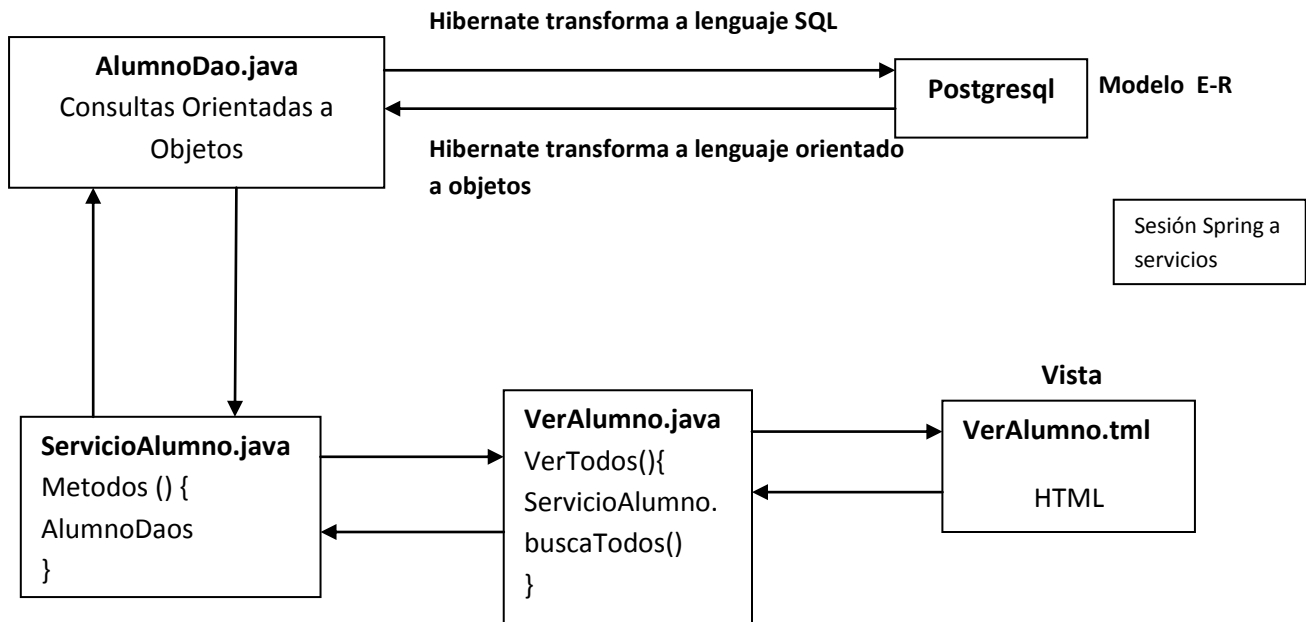 Hibernate transforma a lenguaje SQL
AlumnoDao.java
Consultas Orientadas a
Objetos
Postgresql
Modelo E-R
Hibernate transforma a lenguaje orientado
a objetos
Sesión Spring a
servicios
Vista
ServicioAlumno.java
Metodos () {
AlumnoDaos
}
VerAlumno.java
VerTodos(){
ServicioAlumno.
buscaTodos()
}
VerAlumno.tml
HTML